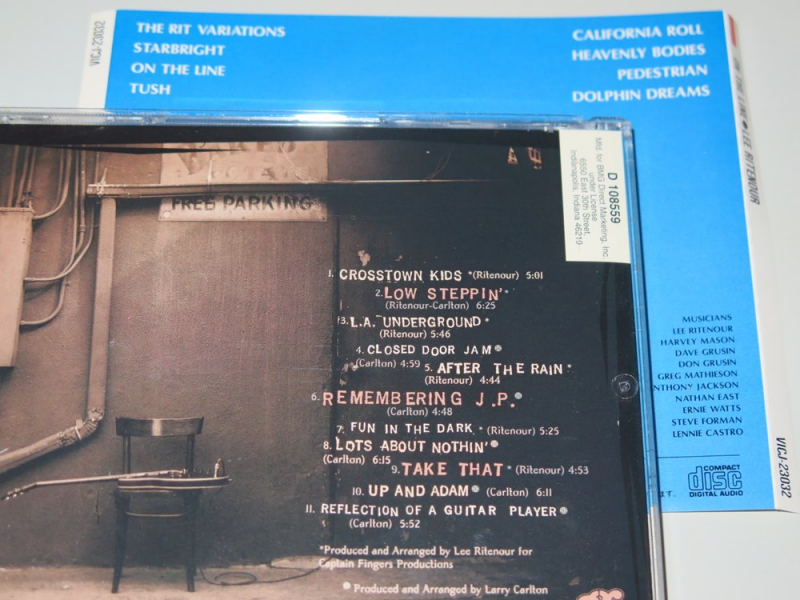 THE RIT VARIATIONS
STARBRIGHT
ON THE LINE
TUSH
CALIFORNIA ROLL
HEAVENLY BODIES
PEDESTRIAN
DOLPHIN DREAMS
VICJ-23032
LEE RITENOUR
D 108559
Mfd. for BMG Direct Marketing, Inc.
under License
6550 East 30th Street,
Indianapolis, Indiana 46219
FREE PARKING
1. CROSSTOWN KIDS *(Ritenour) 5:01
2. LOW STEPPIN'*
(Ritenour-Carlton) 6:25
3. L.A. UNDERGROUND *
(Ritenour) 5:46
4. CLOSED DOOR JAM
(Carlton) 4:59
5. AFTER THE RAIN *
(Ritenour) 4:44
6. REMEMBERING J.P.
(Carlton) 4:48
7. FUN IN THE DARK * (Ritenour) 5:25
8. LOTS ABOUT NOTHIN'
(Carlton) 6:15
9. TAKE THAT * (Ritenour) 4:53
10. UP AND ADAM (Carlton) 6:11
11. REFLECTION OF A GUITAR PLAYER
(Carlton) 5:52
*Produced and Arranged by Lee Ritenour for
Captain Fingers Productions
Produced and Arranged by Larry Carlton
MUSICIANS
LEE RITENOUR
HARVEY MASON
DAVE GRUSIN
DON GRUSIN
GREG MATHIESON
NTHONY JACKSON
NATHAN EAST
ERNIE WATTS
STEVE FORMAN
LENNIE CASTRO
COMPACT
disc
DIGITAL AUDIO
VICJ-23032